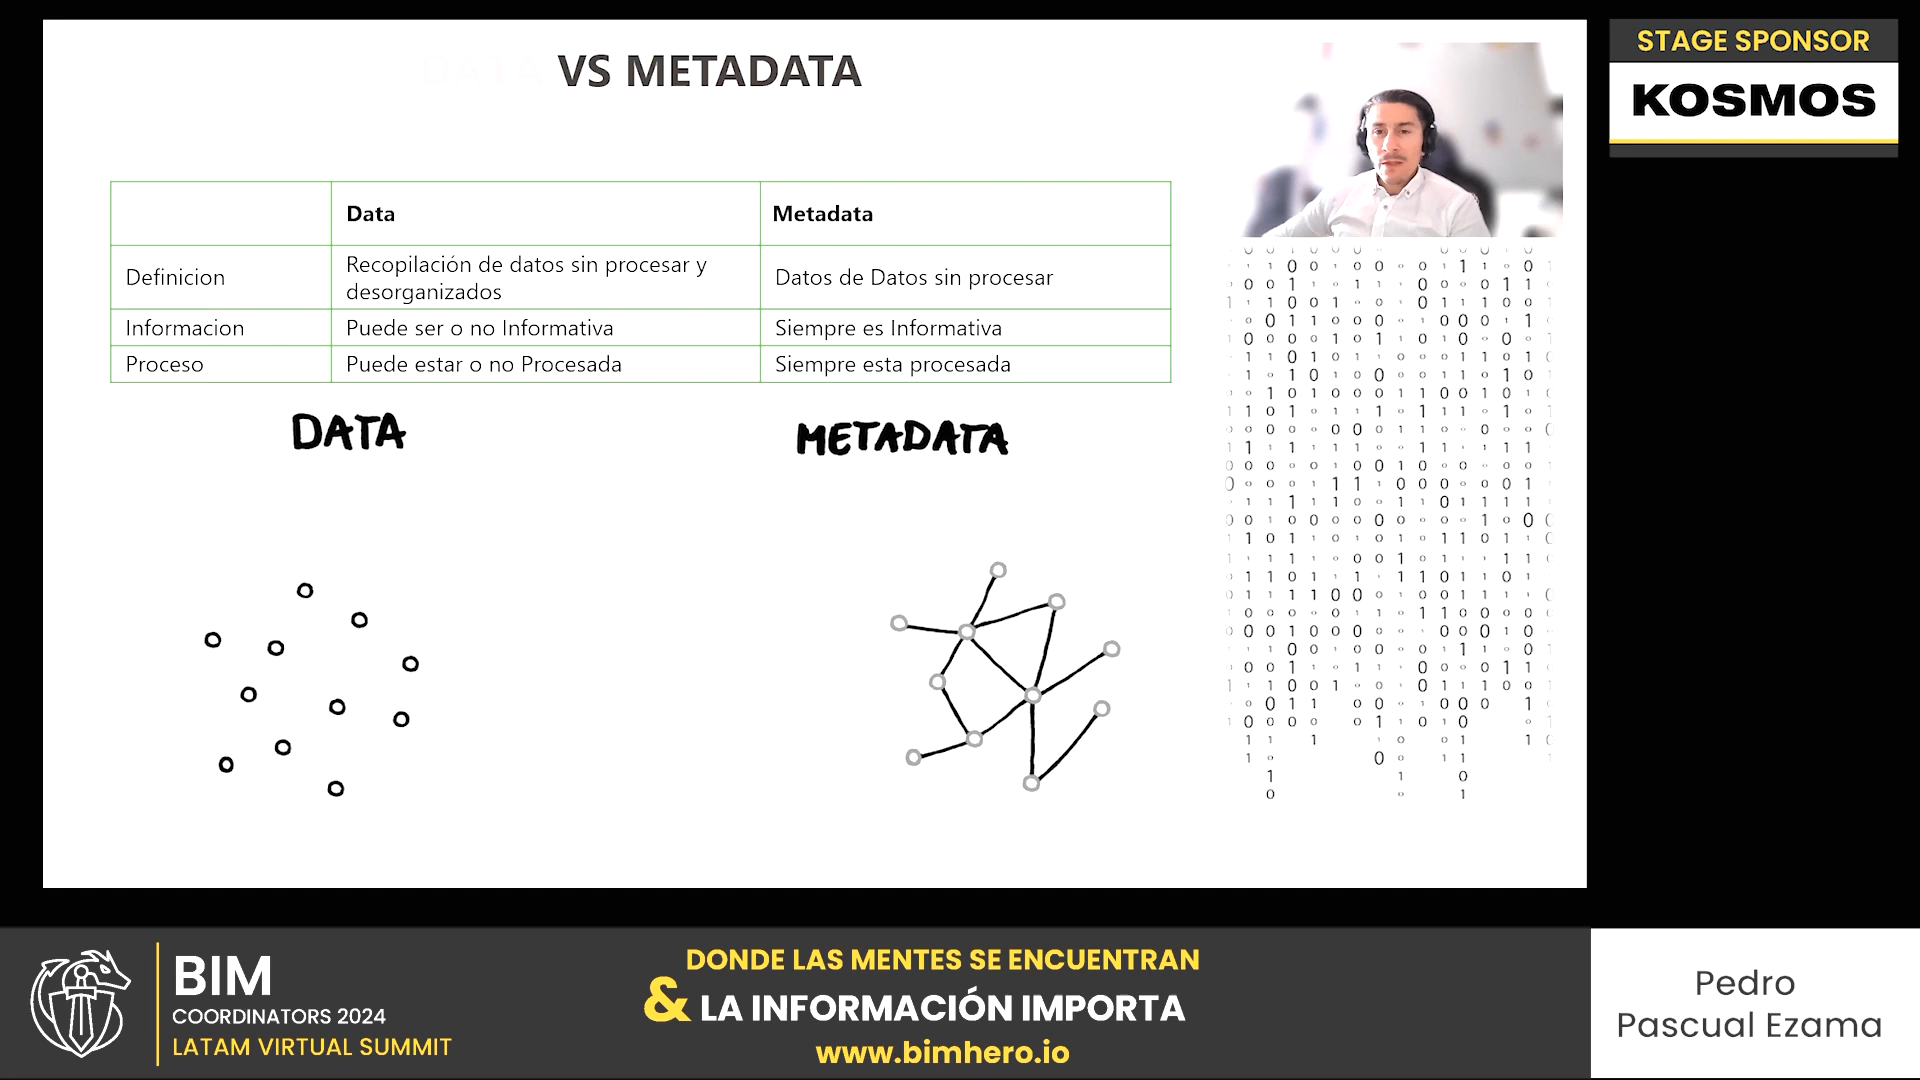 DATA VS METADATA
STAGE SPONSOR
KOSMOS
Data Metadata
Definicion Recopilación de datos sin procesar y desorganizados Datos de Datos sin procesar
Informacion Puede ser o no Informativa Siempre es Informativa
Proceso Puede estar o no Procesada Siempre esta procesada
DATA METADATA
BIM
COORDINATORS 2024
LATAM VIRTUAL SUMMIT
DONDE LAS MENTES SE ENCUENTRAN
& LA INFORMACIÓN IMPORTA
www.bimhero.io
Pedro
Pascual Ezama